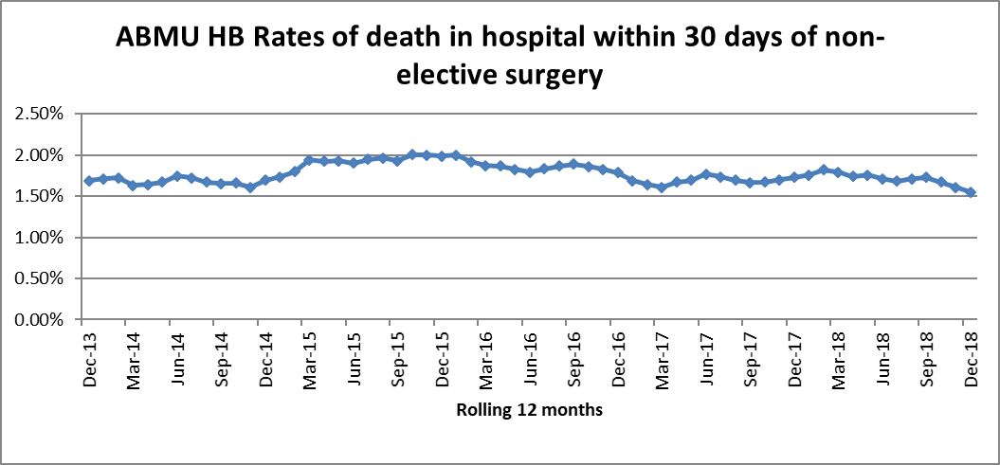 ABMU HB Rates of death in hospital within 30 days of non-
elective surgery
2.50%
2.00%
1.50%
1.00%
0.50%
0.00%
Dec-13
Mar-14
Jun-14
Sep-14
Dec-14
Mar-15
Jun-15
Sep-15
Dec-15
Mar-16
Jun-16
Sep-16
Dec-16
Mar-17
Jun-17
Sep-17
Dec-17
Mar-18
Jun-18
Sep-18
Dec-18
Rolling 12 months